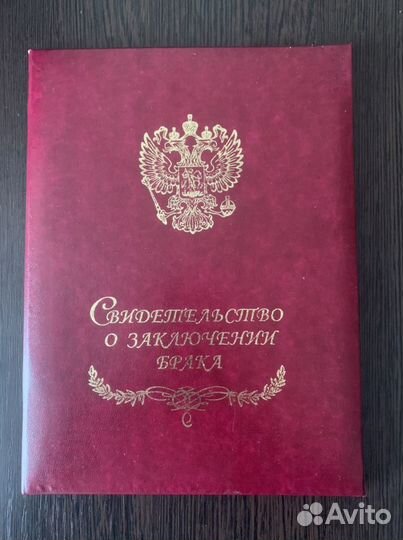 Свидетельство
о заключении
брака
Avito